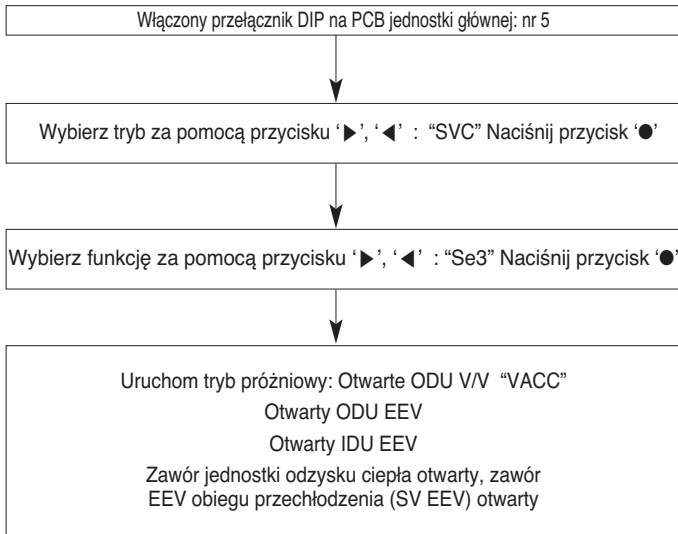 Włączony przełącznik DIP na PCB jednostki głównej: nr 5
Wybierz tryb za pomocą przycisku ‘▶’, ‘◀’ : “SVC” Naciśnij przycisk ‘●’
Wybierz funkcję za pomocą przycisku ‘▶’, ‘◀’ : “Se3” Naciśnij przycisk ‘●’
Uruchom tryb próżniowy: Otwarte ODU V/V “VACC”
Otwarty ODU EEV
Otwarty IDU EEV
Zawór jednostki odzysku ciepła otwarty, zawór
EEV obiegu przechłodzenia (SV EEV) otwarty